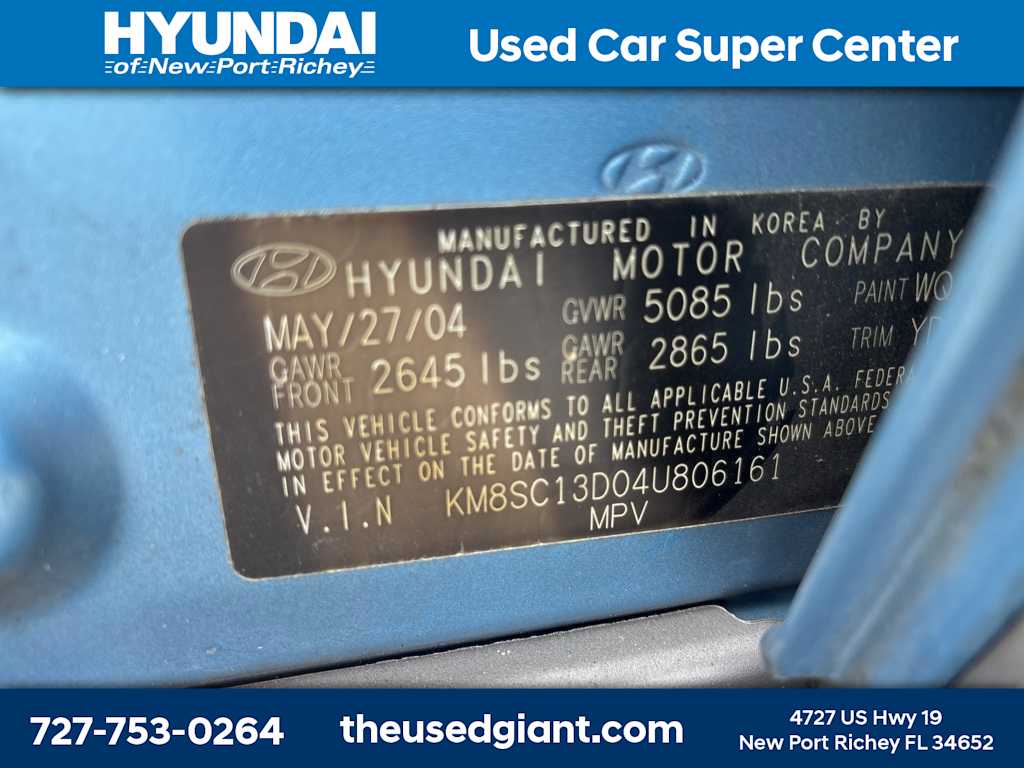 HYUNDAI
of New Port Richey
Used Car Super Center
MANUFACTURED IN KOREA BY
HYUNDAI MOTOR COMPANY
MAY/27/04 GVWR 5085 lbs PAINT WQ
GAWR FRONT 2645 lbs GAWR REAR 2865 lbs TRIM
THIS VEHICLE CONFORMS TO ALL APPLICABLE U.S.A. FEDERA
MOTOR VEHICLE SAFETY AND THEFT PREVENTION STANDARDS
IN EFFECT ON THE DATE OF MANUFACTURE SHOWN ABOVE
V.I.N KM8SC13D04U806161
MPV
727-753-0264
theusedgiant.com
4727 US Hwy 19
New Port Richey FL 34652